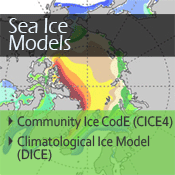 Sea Ice
Models
Community Ice CodE (CICE4)
Climatological Ice Model
(DICE)